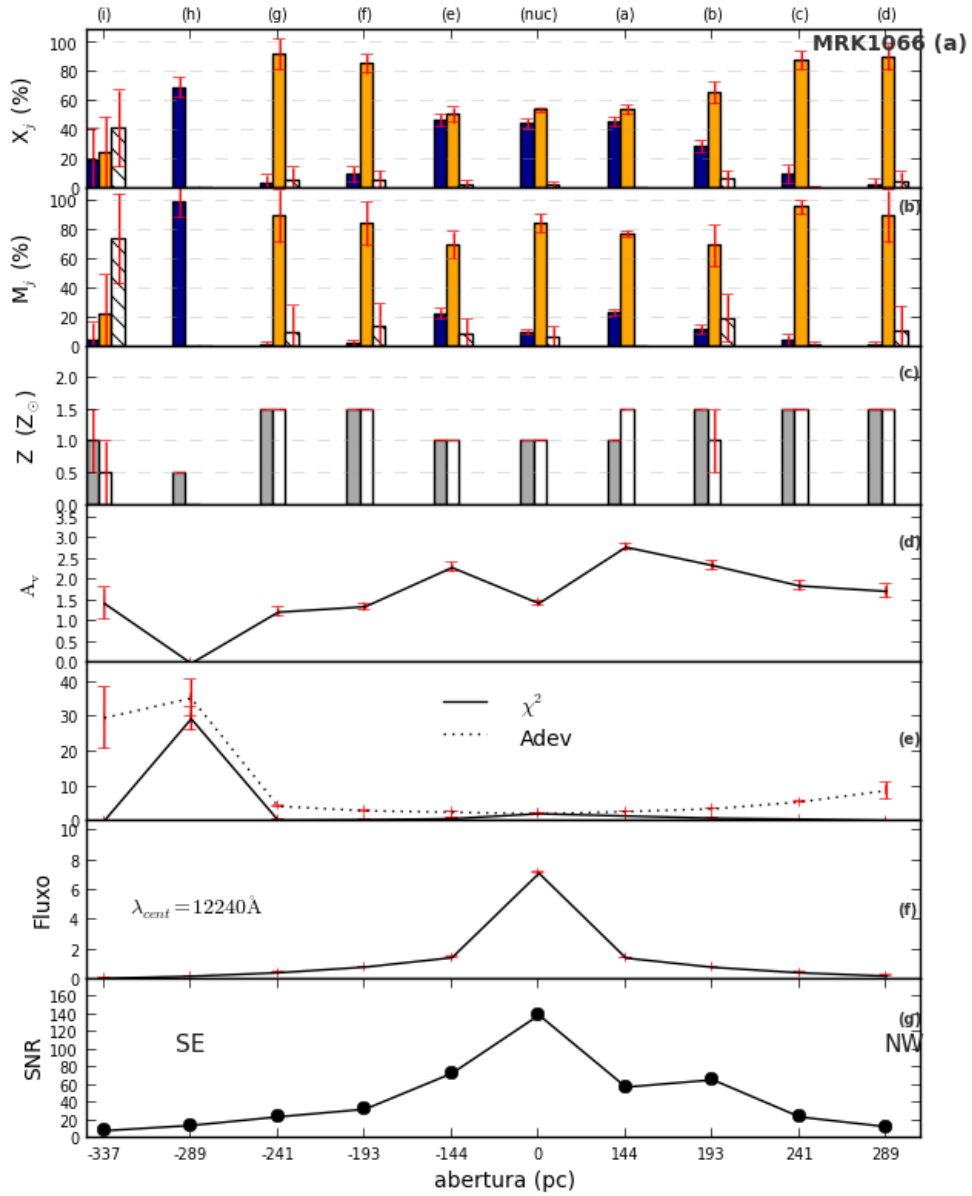 (i) (h) (g) (f) (e) (nuc) (a) (b) (c) (d)
MRK1066 (a)
100
80
60
40
20
X_j (%)
(b)
100
80
60
40
20
0
M_j (%)
(c)
2.0
1.5
1.0
0.5
0.0
Z (Z_⊙)
(d)
3.5
3.0
2.5
2.0
1.5
1.0
0.5
0.0
A_v
(e)
40
30
20
10
0
χ²
Adev
(f)
10
8
6
4
2
0
Fluxo
λ_cent = 12240Å
(g)
160
140
120
100
80
60
40
20
0
SNR
SE
NW
-337 -289 -241 -193 -144 0 144 193 241 289
abertura (pc)